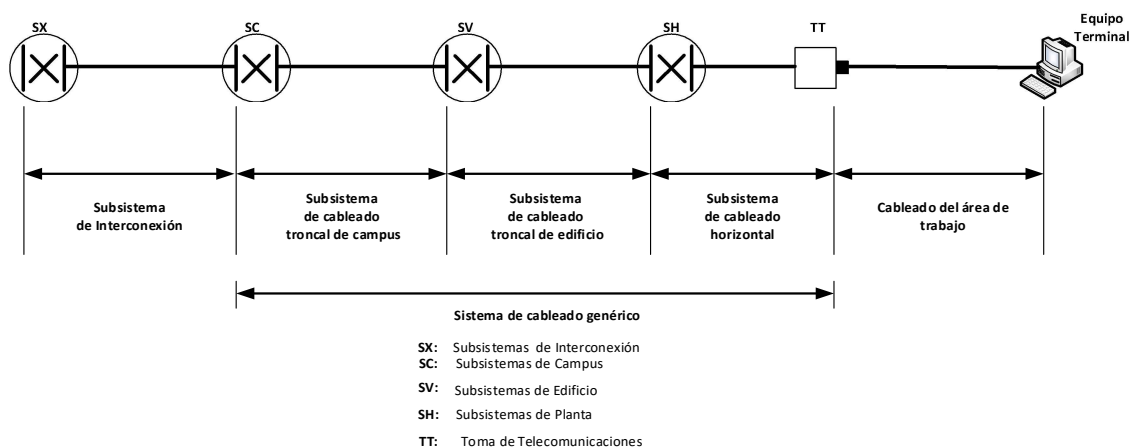 SX
SC
SV
SH
TT
Equipo
Terminal
Subsistema
de Interconexión
Subsistema
de cableado
troncal de campus
Subsistema
de cableado
troncal de edificio
Subsistema
de cableado
horizontal
Cableado del área de
trabajo
Sistema de cableado genérico
SX: Subsistemas de Interconexión
SC: Subsistemas de Campus
SV: Subsistemas de Edificio
SH: Subsistemas de Planta
TT: Toma de Telecomunicaciones